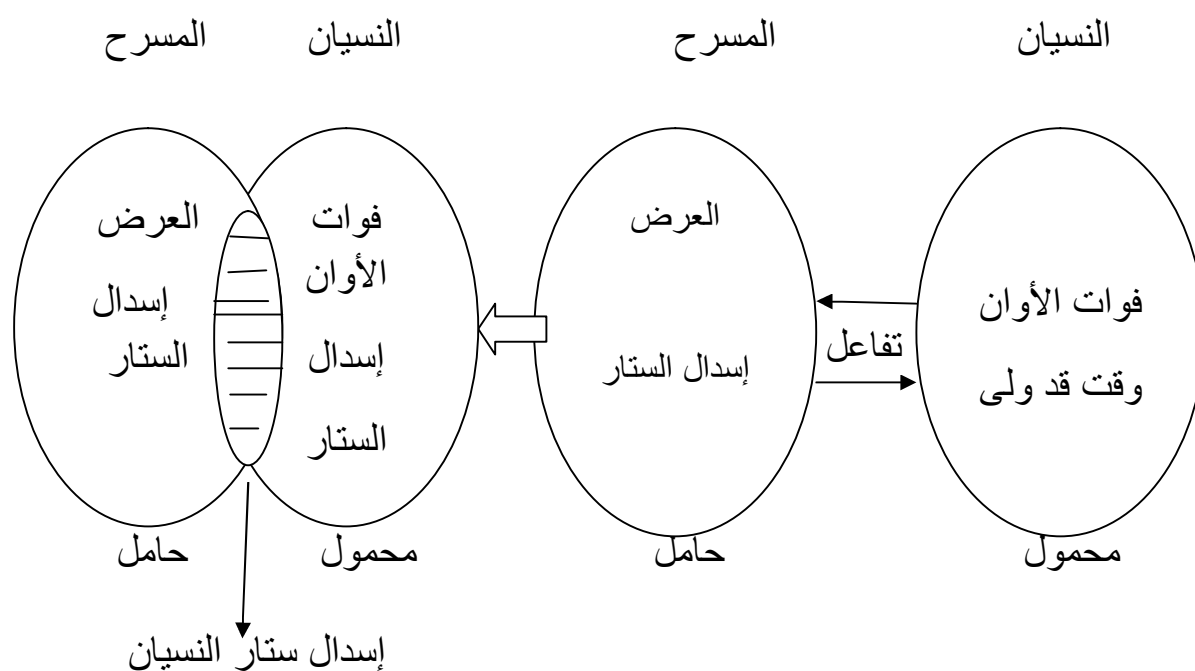 النسيان
المسرح
النسيان
المسرح
فوات الأوان
وقت قد ولى
محمول
تفاعل
العرض
إسدال الستار
حامل
فوات
الأوان
إسدال
الستار
محمول
العرض
إسدال
الستار
حامل
إسدال ستار النسيان